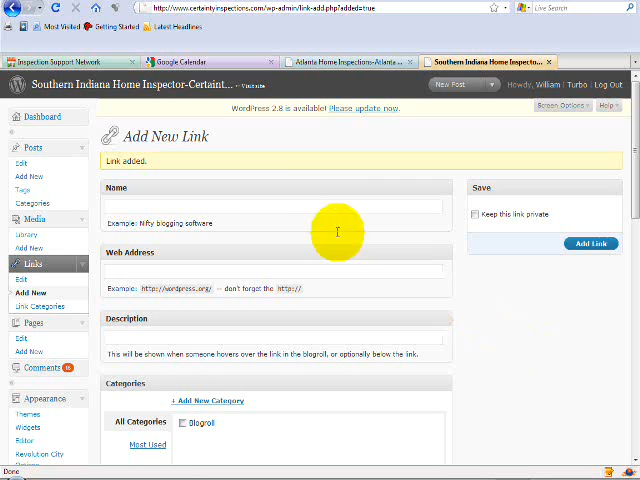 http://www.certaintyinspections.com/wp-admin/link-add.php?added=true
Live Search
Most Visited Getting Started Latest Headlines
Inspection Support Network
Google Calendar
Atlanta Home Inspections-Atlanta ...
Southern Indiana Home Inspecto...
Southern Indiana Home Inspector-Certaint... ← Visit site
New Post
Howdy, William | Turbo | Log Out
WordPress 2.8 is available! Please update now.
Screen Options
Help
Dashboard
Posts
Edit
Add New
Tags
Categories
Media
Library
Add New
Links
Edit
Add New
Link Categories
Pages
Edit
Add New
Comments
Appearance
Themes
Widgets
Editor
Revolution City
Options
Add New Link
Link added.
Name
Example: Nifty blogging software
Web Address
Example: http://wordpress.org/ — don't forget the http://
Description
This will be shown when someone hovers over the link in the blogroll, or optionally below the link.
Categories
+ Add New Category
All Categories
Most Used
Blogroll
Save
Keep this link private
Add Link
Done